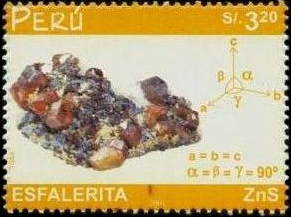 PERÚ
S/. 3.20
c
β α
a γ b
a = b = c
α = β = γ = 90°
ESFALERITA
ZnS